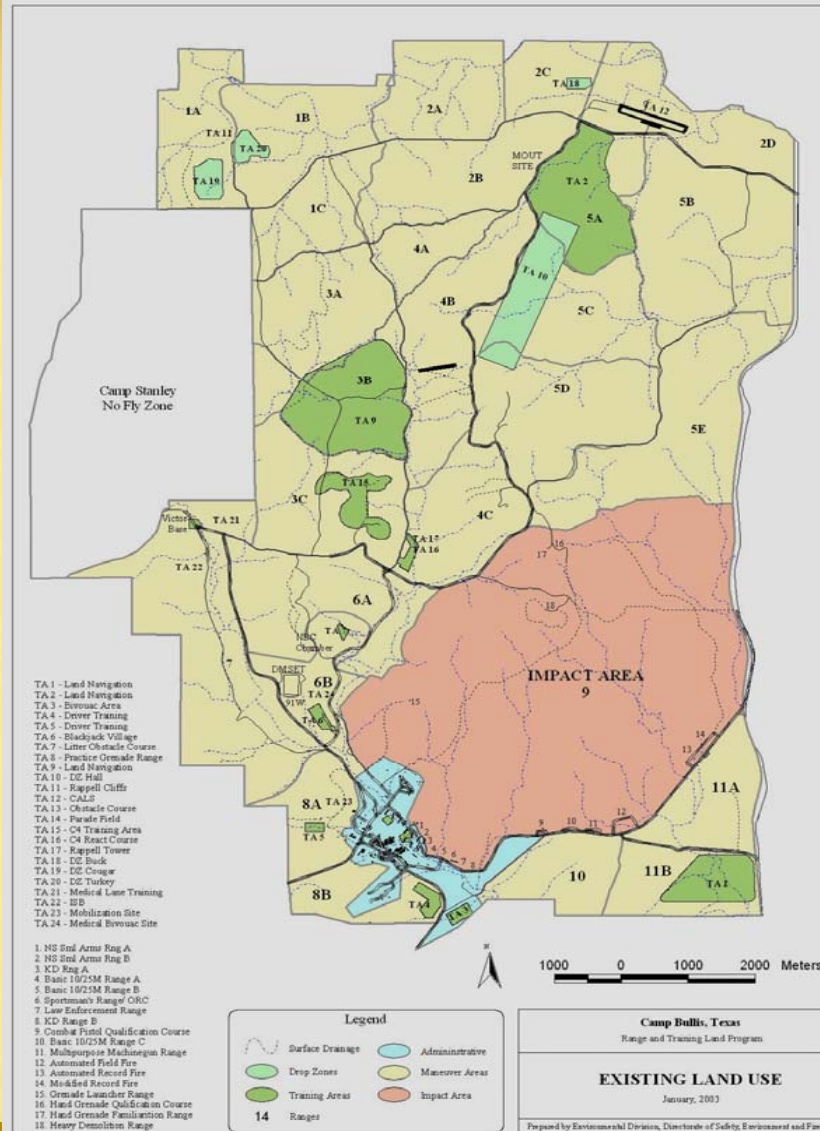 2C
TA 18
TA 12
1A
2A
1B
TA 11
TA 20
2D
MOUT
SITE
TA 2
2B
TA 19
5B
1C
5A
4A
TA 10
3A
4B
5C
Camp Stanley
No Fly Zone
3B
5D
TA 9
5E
TA 15
3C
4C
Victor
Base
TA 21
TA 17
TA 16
16
17
TA 22
6A
18
NBC
Chamber
7
DMSET
6B
IMPACT AREA
9
TA 24
91W
15
14
13
11A
8A
TA 23
TA 5
1
2
3
4
5
6
7
8
9
10
11
12
10
11B
8B
TA 4
TA 3
TA 1 - Land Navigation
TA 2 - Land Navigation
TA 3 - Bivouac Area
TA 4 - Driver Training
TA 5 - Driver Training
TA 6 - Blackjack Village
TA 7 - Litter Obstacle Course
TA 8 - Practice Grenade Range
TA 9 - Land Navigation
TA 10 - DZ Hall
TA 11 - Rappell Cliffs
TA 12 - CALS
TA 13 - Obstacle Course
TA 14 - Parade Field
TA 15 - C4 Training Area
TA 16 - C4 React Course
TA 17 - Rappell Tower
TA 18 - DZ Buck
TA 19 - DZ Cougar
TA 20 - DZ Turkey
TA 21 - Medical Lane Training
TA 22 - ISB
TA 23 - Mobilization Site
TA 24 - Medical Bivouac Site
1. NS Sml Arms Rng A
2. NS Sml Arms Rng B
3. KD Rng A
4. Basic 10/25M Range A
5. Basic 10/25M Range B
6. Sportsman's Range/ ORC
7. Law Enforcement Range
8. KD Range B
9. Combat Pistol Qualification Course
10. Basic 10/25M Range C
11. Multipurpose Machinegun Range
12. Automated Field Fire
13. Automated Record Fire
14. Modified Record Fire
15. Grenade Launcher Range
16. Hand Grenade Qulification Course
17. Hand Grenade Familiarition Range
18. Heavy Demolition Range
N
1000 0 1000 2000 Meters
Legend
Surface Drainage
Admininstrative
Drop Zones
Maneuver Areas
Training Areas
Impact Area
14 Ranges
Camp Bullis, Texas
Range and Training Land Program
EXISTING LAND USE
January, 2003
Prepared by Environmental Division, Directorate of Safety, Environment and Fire